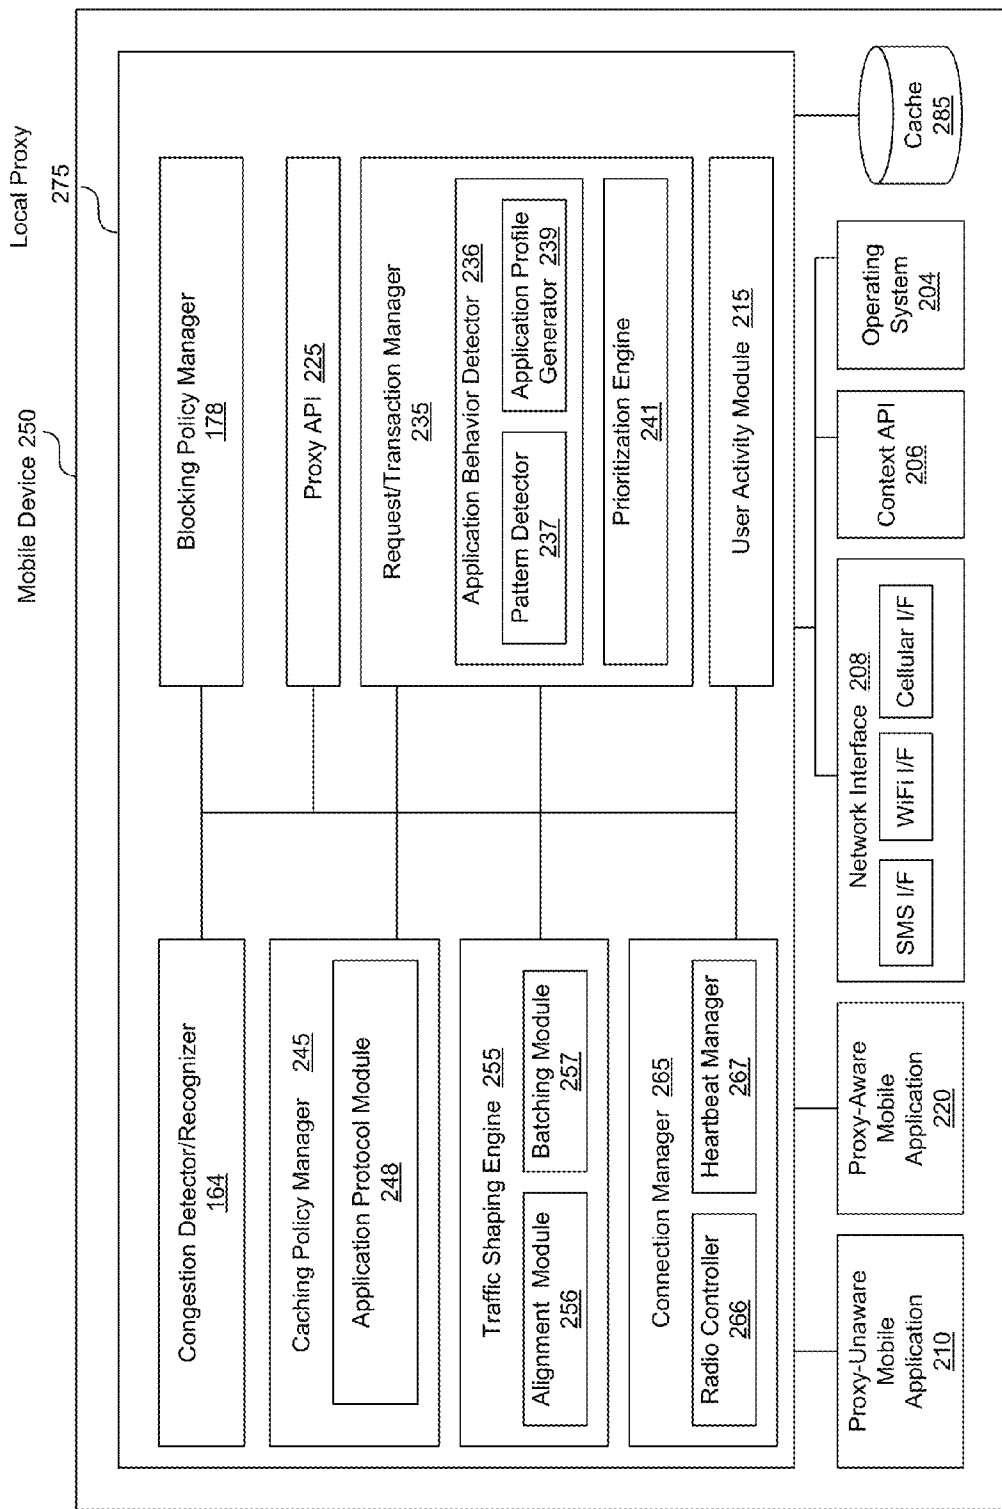 Mobile Device 250
Local Proxy
275
Congestion Detector/Recognizer
164
Caching Policy Manager 245
Application Protocol Module
248
Traffic Shaping Engine 255
Alignment Module
256
Batching Module
257
Connection Manager 265
Radio Controller
266
Heartbeat Manager
267
Blocking Policy Manager
178
Proxy API 225
Request/Transaction Manager
235
Application Behavior Detector 236
Pattern Detector
237
Application Profile
Generator 239
Prioritization Engine
241
User Activity Module 215
Proxy-Unaware
Mobile
Application
210
Proxy-Aware
Mobile
Application
220
Network Interface 208
SMS I/F
WiFi I/F
Cellular I/F
Context API
206
Operating
System
204
Cache
285